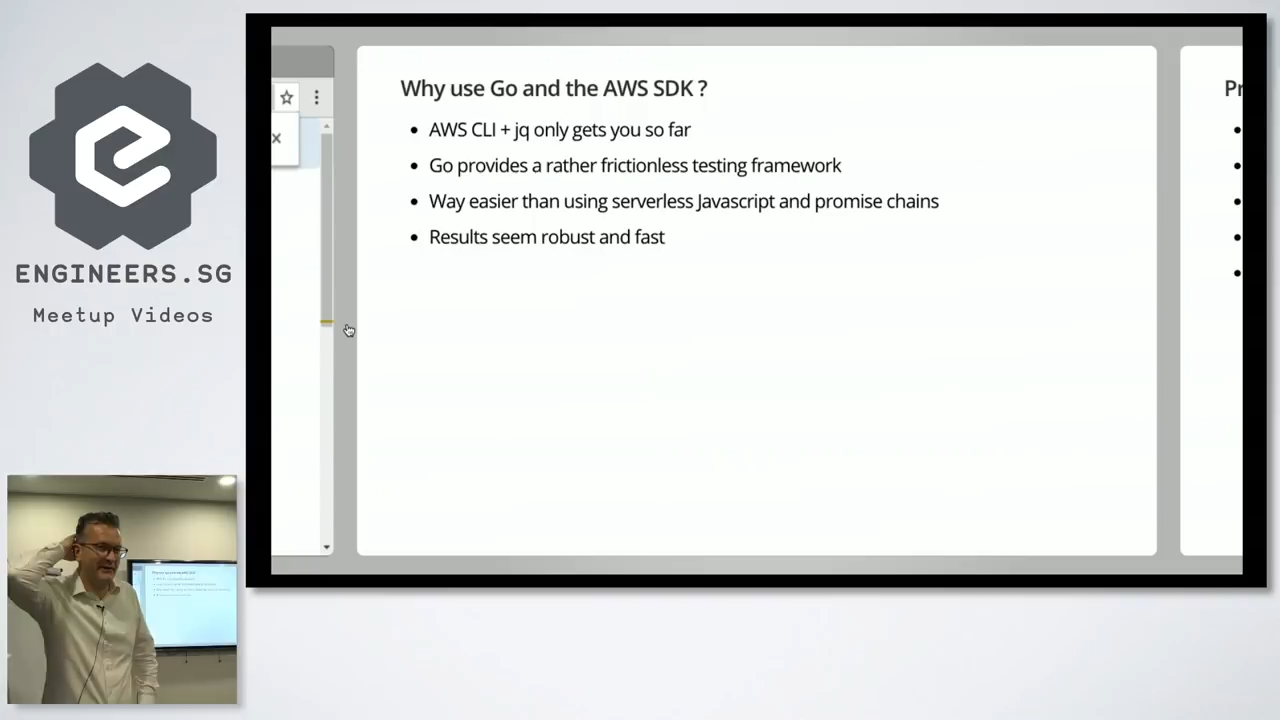 ENGINEERS.SG
Meetup Videos
Why use Go and the AWS SDK ?
• AWS CLI + jq only gets you so far
• Go provides a rather frictionless testing framework
• Way easier than using serverless Javascript and promise chains
• Results seem robust and fast
Pr